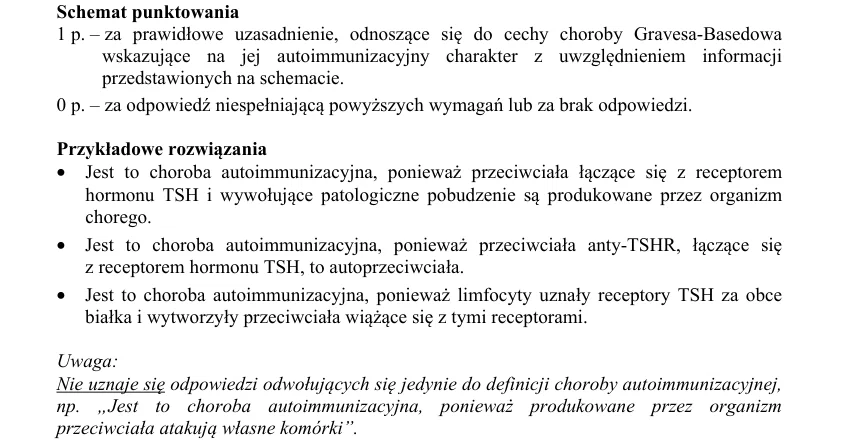 Schemat punktowania
1 p. – za prawidłowe uzasadnienie, odnoszące się do cechy choroby Gravesa-Basedowa
wskazujące na jej autoimmunizacyjny charakter z uwzględnieniem informacji
przedstawionych na schemacie.
0 p. – za odpowiedź niespełniającą powyższych wymagań lub za brak odpowiedzi.
Przykładowe rozwiązania
• Jest to choroba autoimmunizacyjna, ponieważ przeciwciała łączące się z receptorem
hormonu TSH i wywołujące patologiczne pobudzenie są produkowane przez organizm
chorego.
• Jest to choroba autoimmunizacyjna, ponieważ przeciwciała anty-TSHR, łączące się
z receptorem hormonu TSH, to autoprzeciwciała.
• Jest to choroba autoimmunizacyjna, ponieważ limfocyty uznały receptory TSH za obce
białka i wytworzyły przeciwciała wiążące się z tymi receptorami.
Uwaga:
Nie uznaje się odpowiedzi odwołujących się jedynie do definicji choroby autoimmunizacyjnej,
np. „Jest to choroba autoimmunizacyjna, ponieważ produkowane przez organizm
przeciwciała atakują własne komórki”.